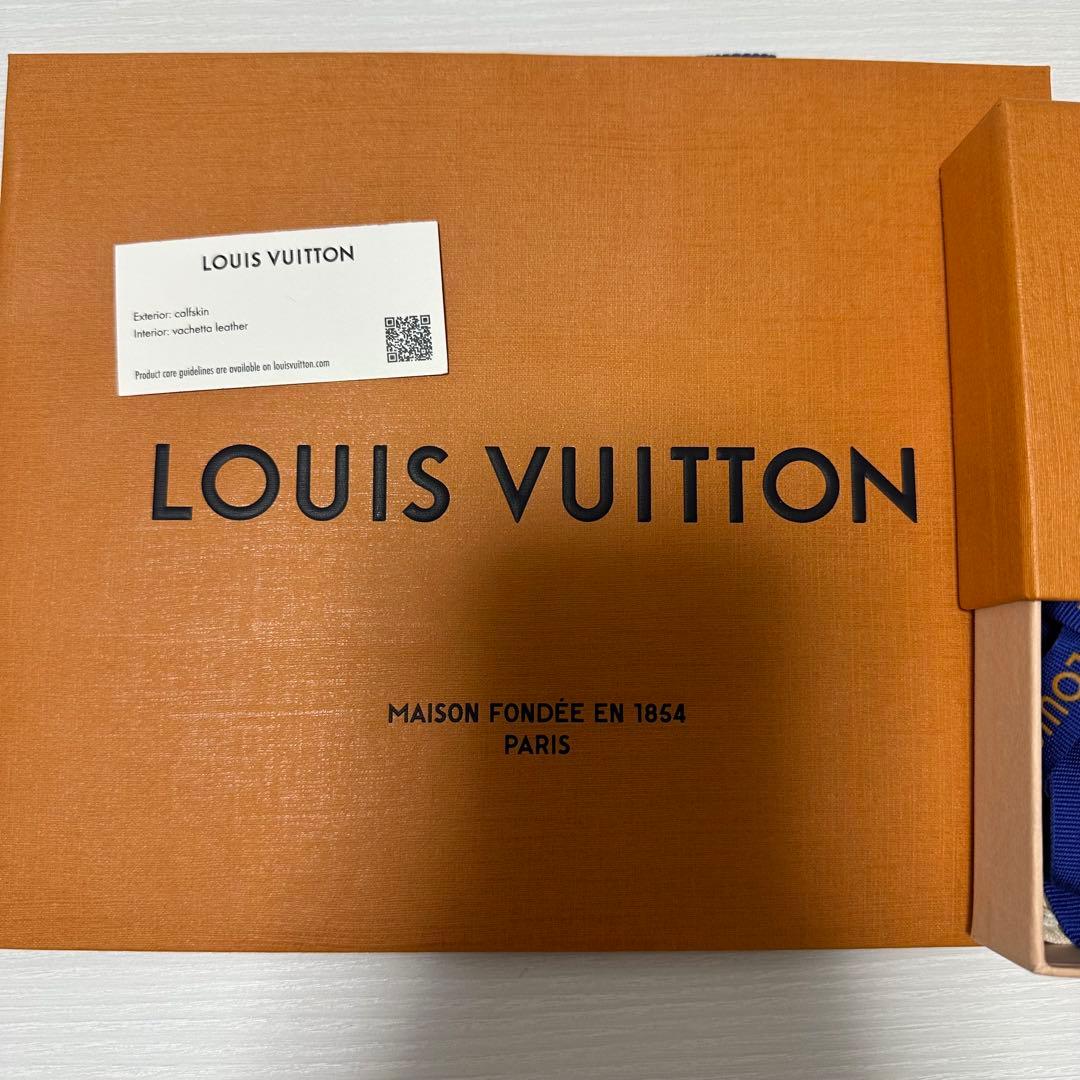 LOUIS VUITTON
Exterior: calfskin
Interior: vachetta leather
Product care guidelines are available on louisvuitton.com
LOUIS VUITTON
MAISON FONDÉE EN 1854
PARIS